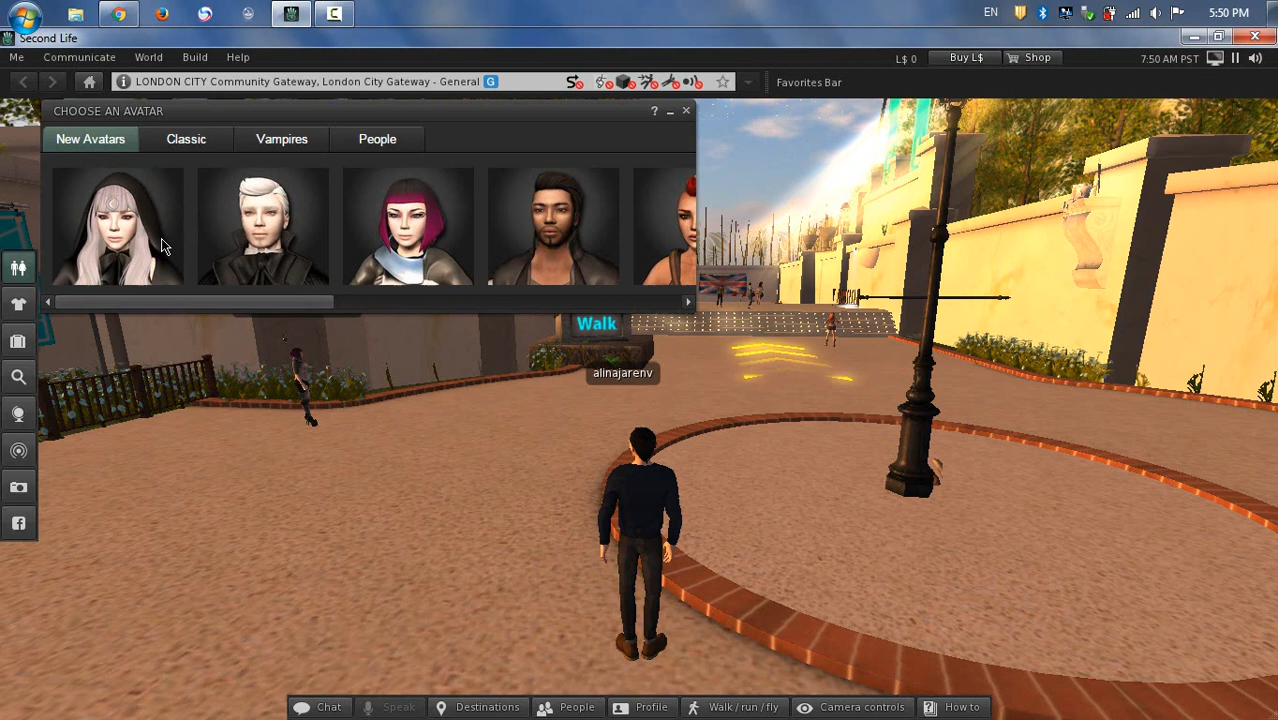 EN
5:50 PM
Second Life
Me Communicate World Build Help
L$ 0 Buy L$ Shop 7:50 AM PST
LONDON CITY Community Gateway, London City Gateway - General G
Favorites Bar
CHOOSE AN AVATAR
New Avatars Classic Vampires People
Walk
alinajarenv
Chat Speak Destinations People Profile Walk / run / fly Camera controls How to